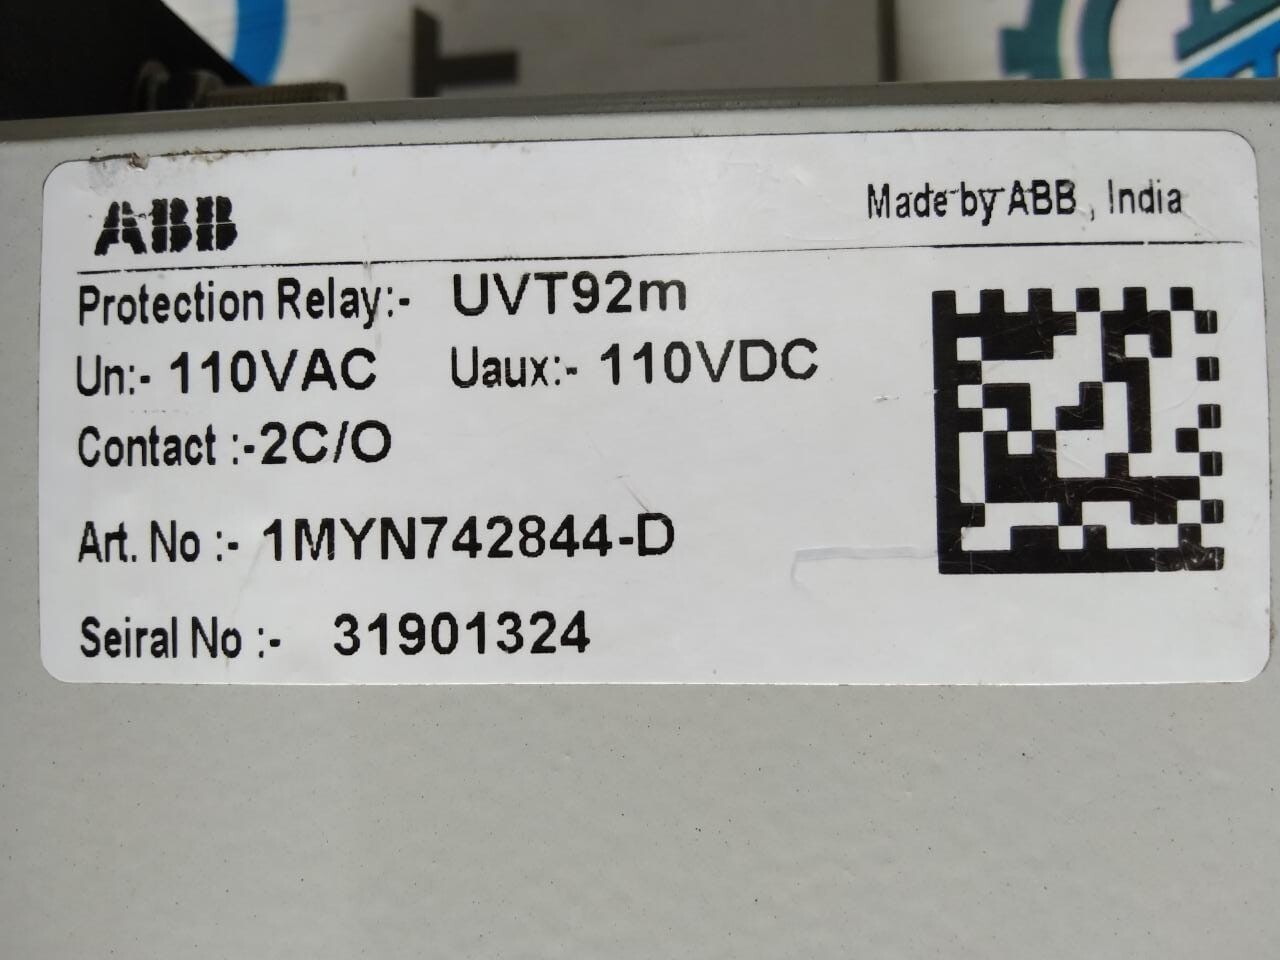 ABB
Made by ABB , India
Protection Relay:- UVT92m
Un:- 110VAC Uaux:- 110VDC
Contact :-2C/O
Art. No :- 1MYN742844-D
Seiral No :- 31901324